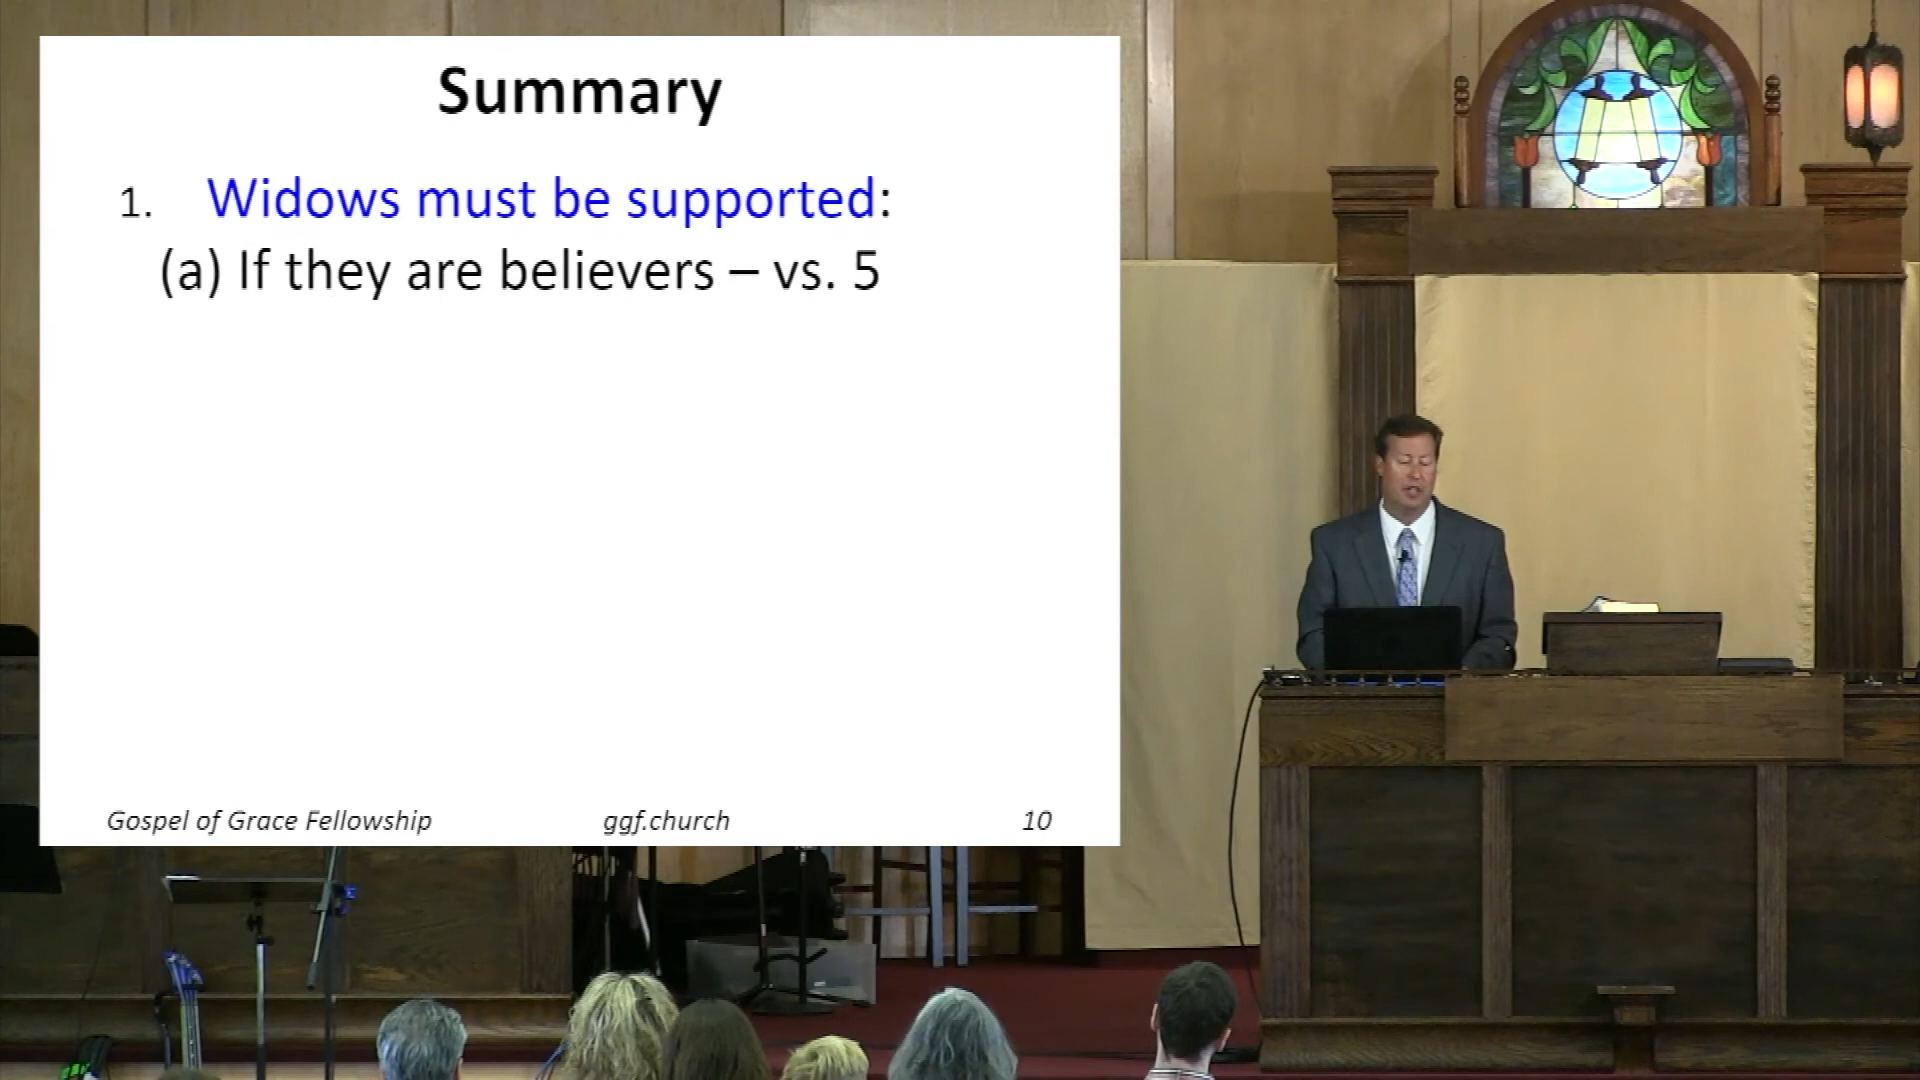 Summary
1. Widows must be supported:
(a) If they are believers – vs. 5
Gospel of Grace Fellowship ggf.church 10